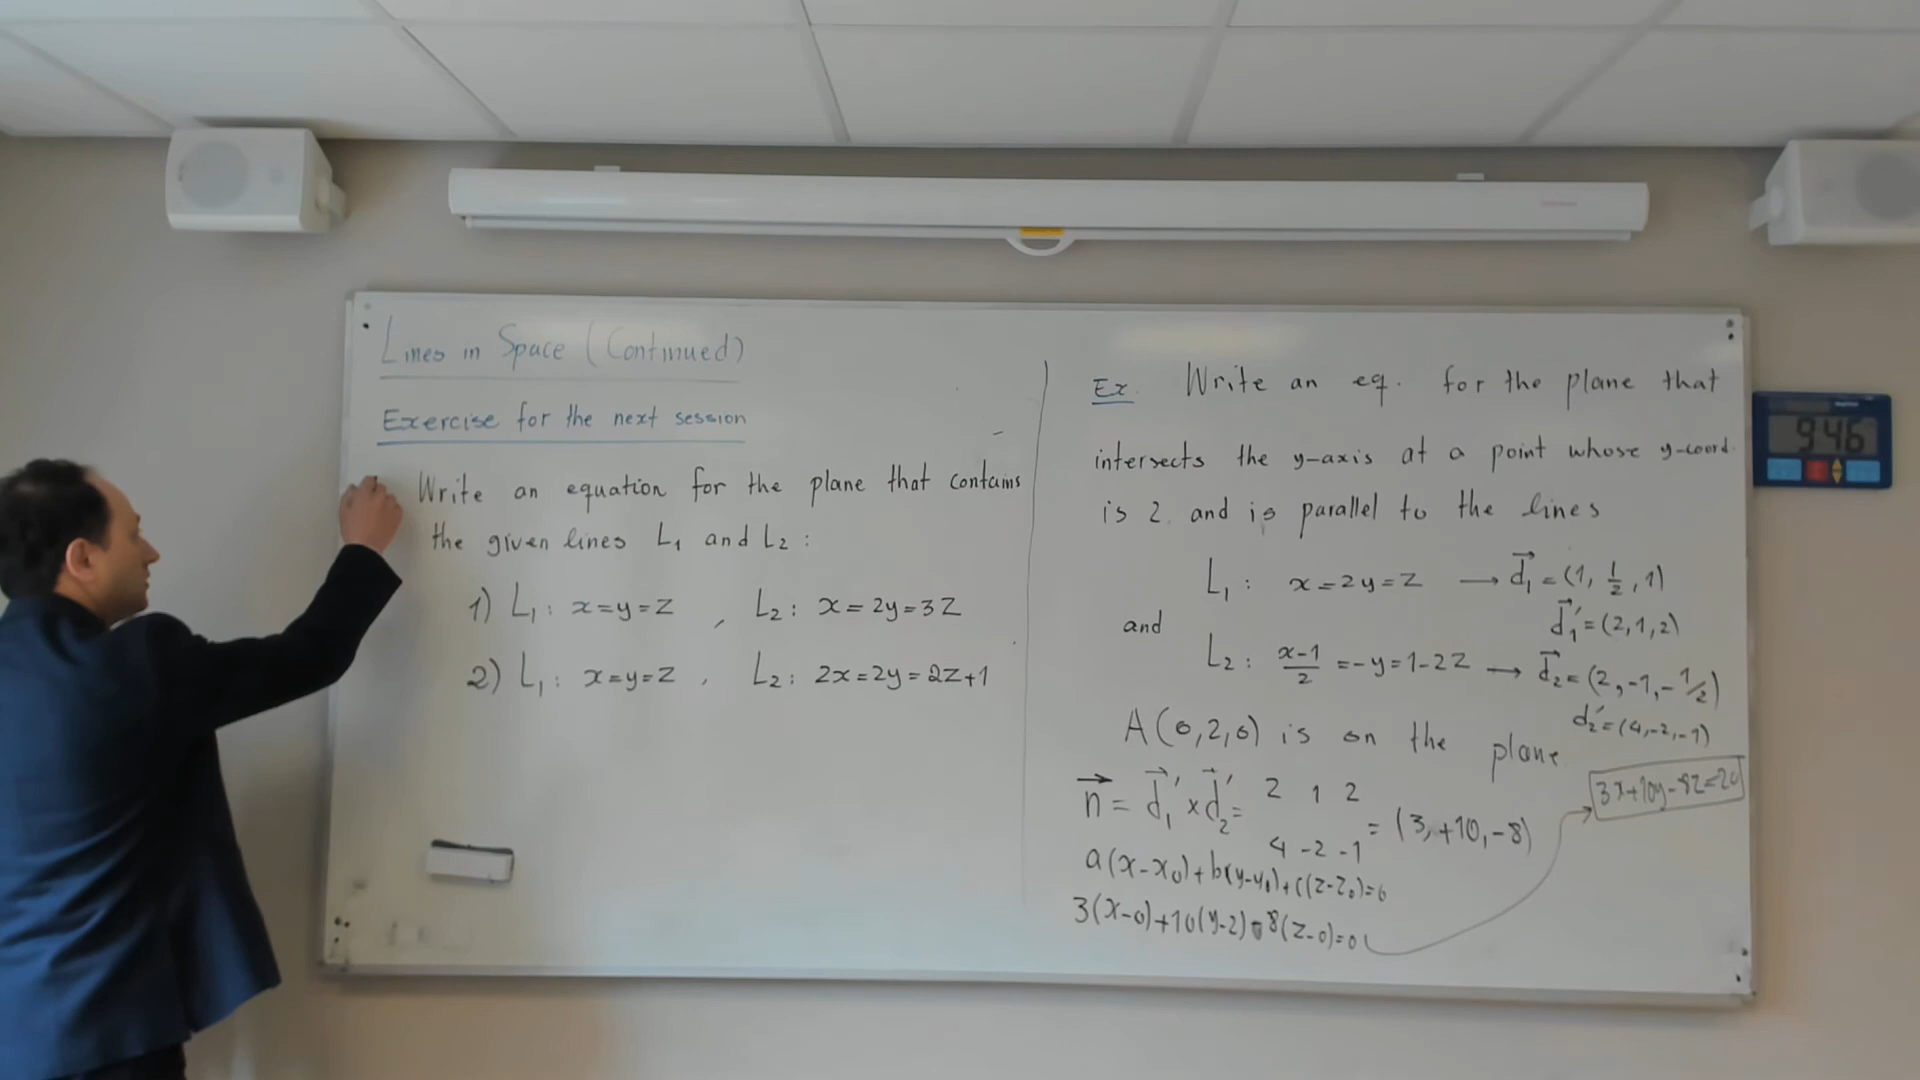 Lines in Space (Continued)
Exercise for the next session
Write an equation for the plane that contains
the given lines L₁ and L₂ :
1) L₁ : x=y=z , L₂ : x=2y=3z
2) L₁ : x=y=z , L₂ : 2x=2y=2z+1
Ex. Write an eq. for the plane that
intersects the y-axis at a point whose y-coord.
is 2 and is parallel to the lines
L₁ : x=2y=z → d₁ = (1, 1/2, 1)
d₁' = (2,1,2)
and
L₂ : (x-1)/2 = -y = 1-2z → d₂ = (2,-1,-1/2)
d₂' = (4,-2,-1)
A(0,2,0) is on the plane
n = d₁' × d₂' = 2 1 2
4 -2 -1
= (3,+10,-8)
a(x-x₀)+b(y-y₀)+c(z-z₀)=0
3(x-0)+10(y-2)-8(z-0)=0
3x+10y-8z=20
9:46